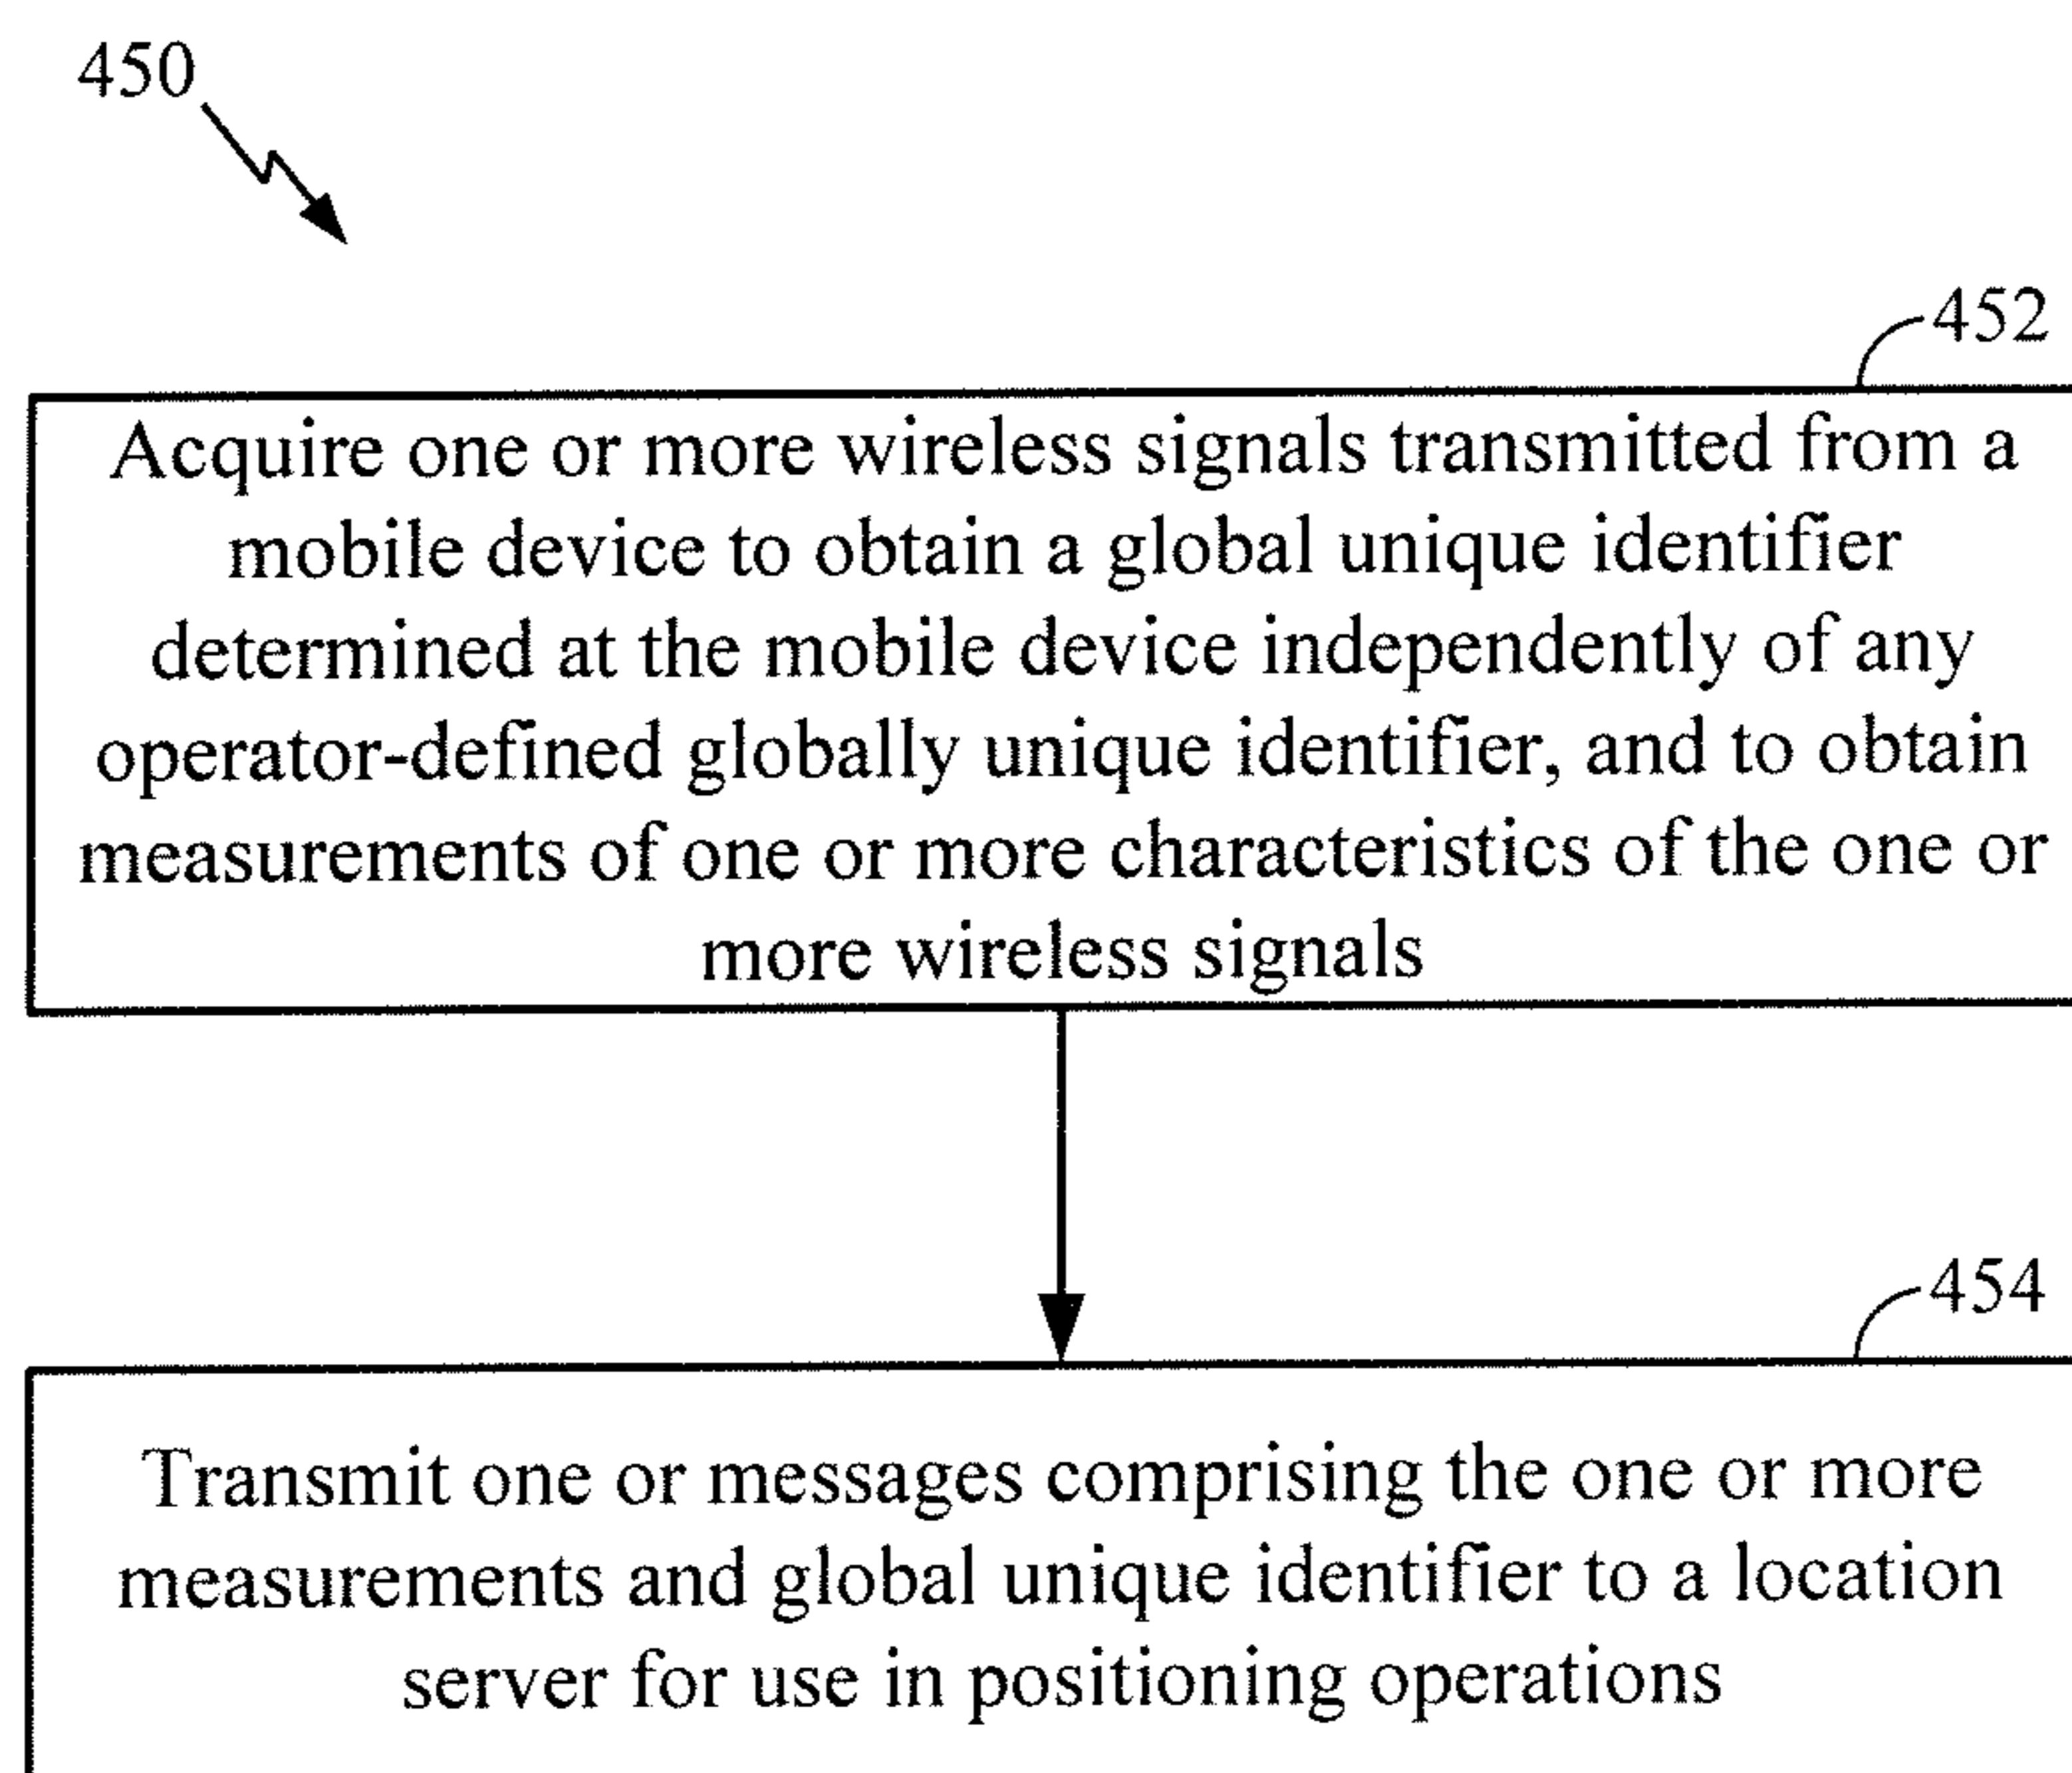 450
452
Acquire one or more wireless signals transmitted from a
mobile device to obtain a global unique identifier
determined at the mobile device independently of any
operator-defined globally unique identifier, and to obtain
measurements of one or more characteristics of the one or
more wireless signals
454
Transmit one or messages comprising the one or more
measurements and global unique identifier to a location
server for use in positioning operations